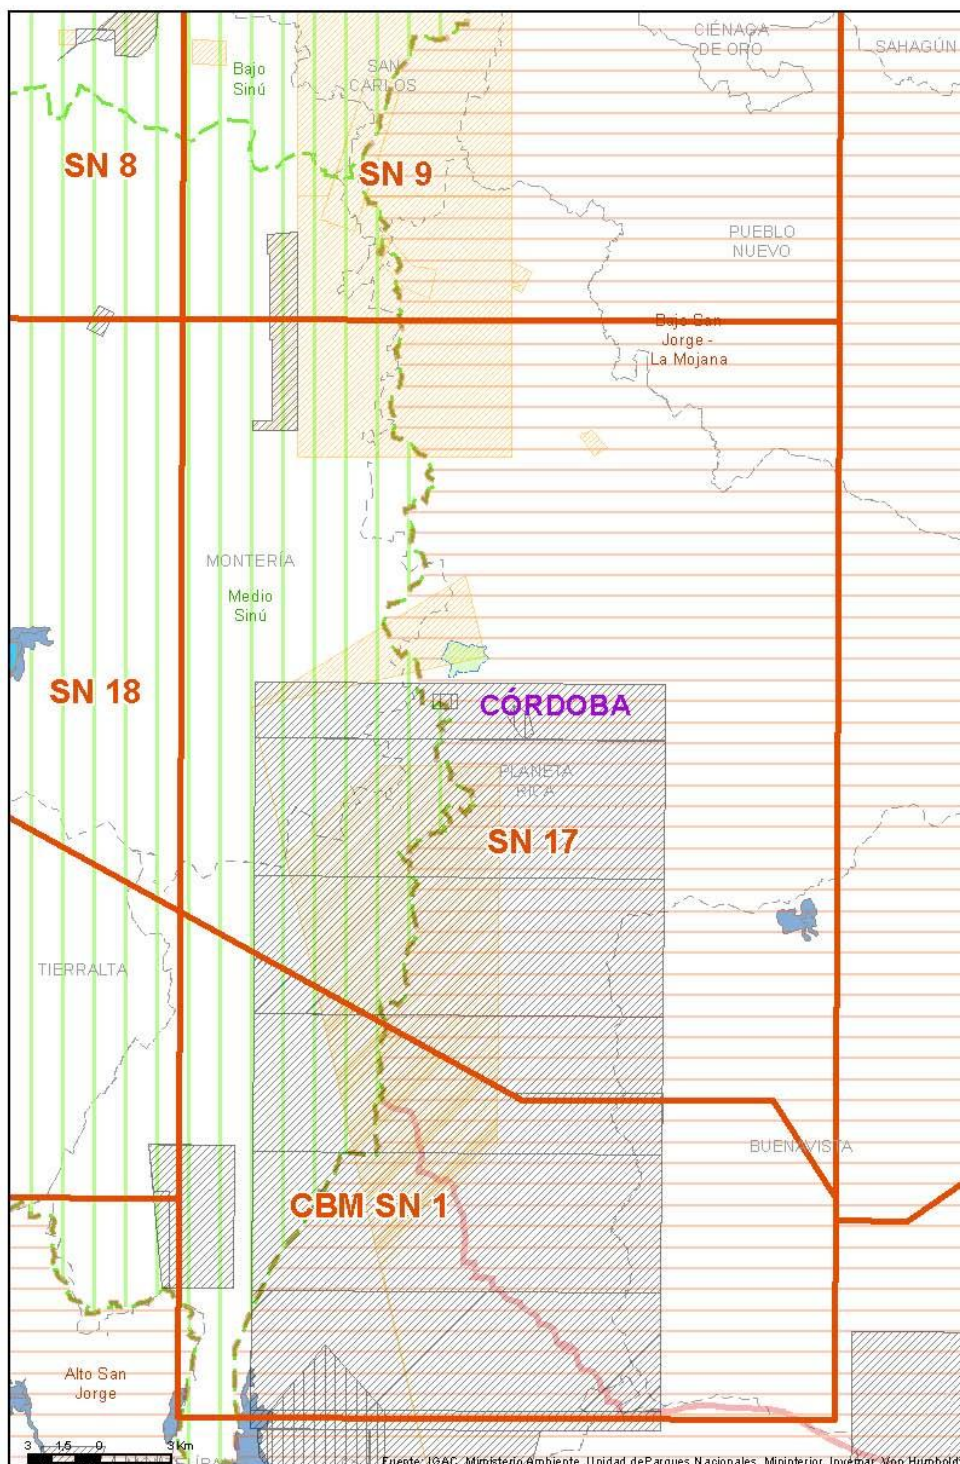 CIÉNAGA
DE ORO
SAHAGÚN
Bajo
Sinú
SAN
CARLOS
SN 8
SN 9
PUEBLO
NUEVO
Bajo San
Jorge -
La Mojana
MONTERÍA
Medio
Sinú
SN 18
CÓRDOBA
PLANETA
RICA
SN 17
TIERRALTA
BUENAVISTA
CBM SN 1
Alto San
Jorge
3 1,5 0 3 Km
Fuente: IGAC, Ministerio Ambiente, Unidad de Parques Nacionales, Mininterior, Invemar, Von Humboldt